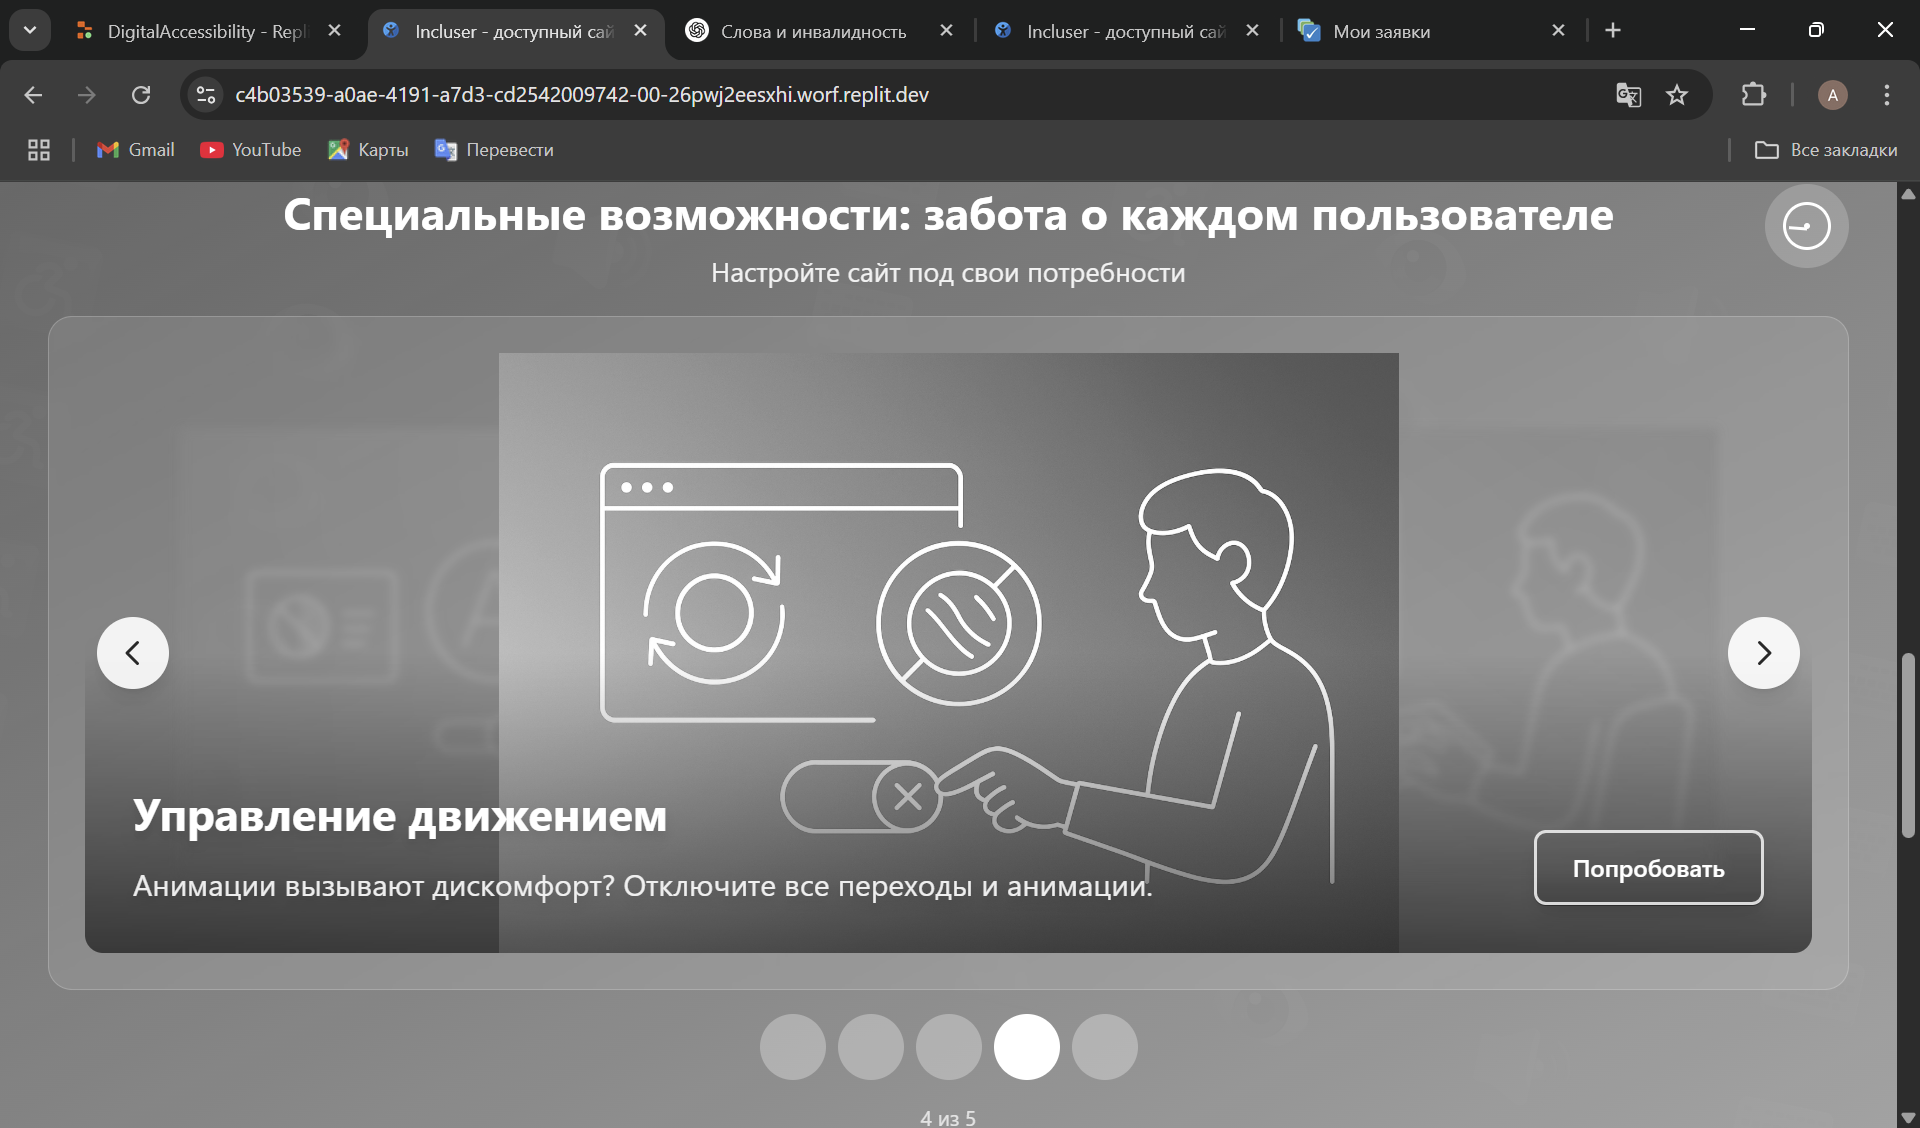 DigitalAccessibility - Repl
Incluser - доступный сай
Слова и инвалидность
Incluser - доступный сай
Мои заявки
c4b03539-a0ae-4191-a7d3-cd2542009742-00-26pwj2eesxhi.worf.replit.dev
A
Gmail
YouTube
Карты
Перевести
Все закладки
Специальные возможности: забота о каждом пользователе
Настройте сайт под свои потребности
A
Управление движением
Анимации вызывают дискомфорт? Отключите все переходы и анимации.
Попробовать
4 из 5